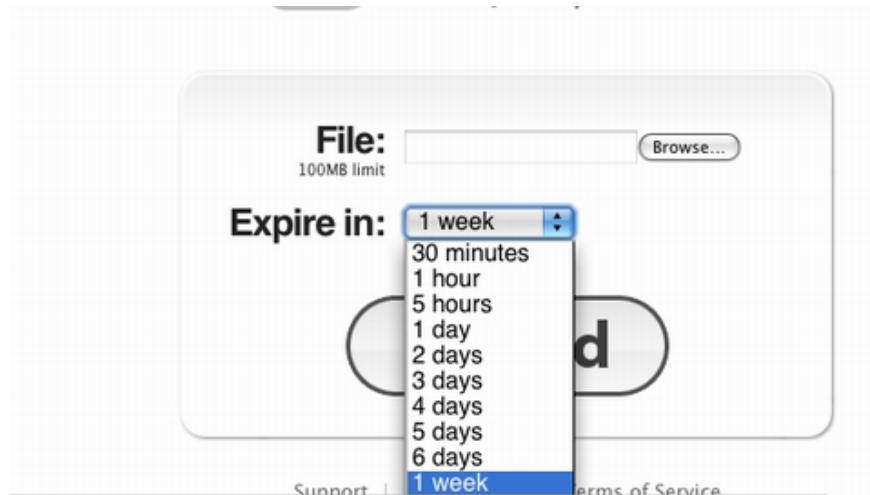 File:
Browse...
100MB limit
Expire in:
1 week
30 minutes
1 hour
5 hours
1 day
2 days
d
3 days
4 days
5 days
6 days
1 week
Support |
erms of Service